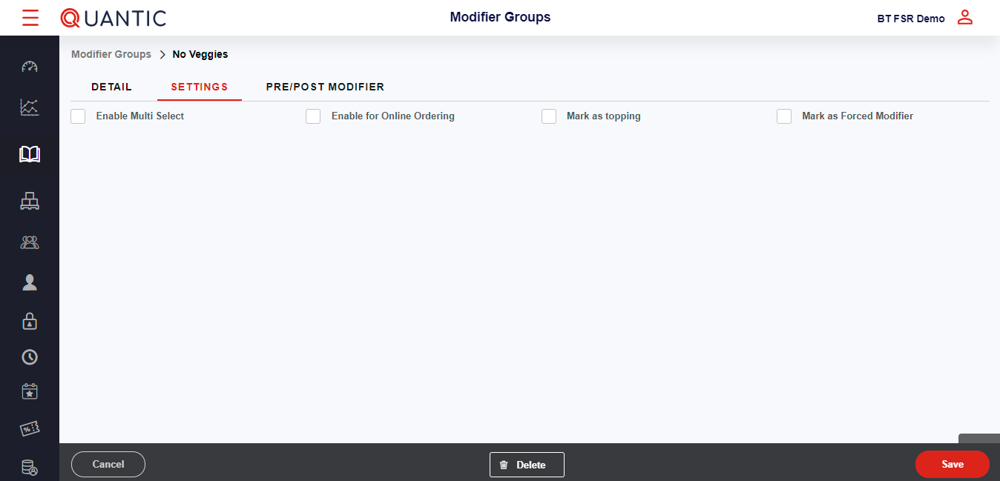 QUANTIC
Modifier Groups
BT FSR Demo
Modifier Groups > No Veggies
DETAIL
SETTINGS
PRE/POST MODIFIER
Enable Multi Select
Enable for Online Ordering
Mark as topping
Mark as Forced Modifier
Cancel
Delete
Save